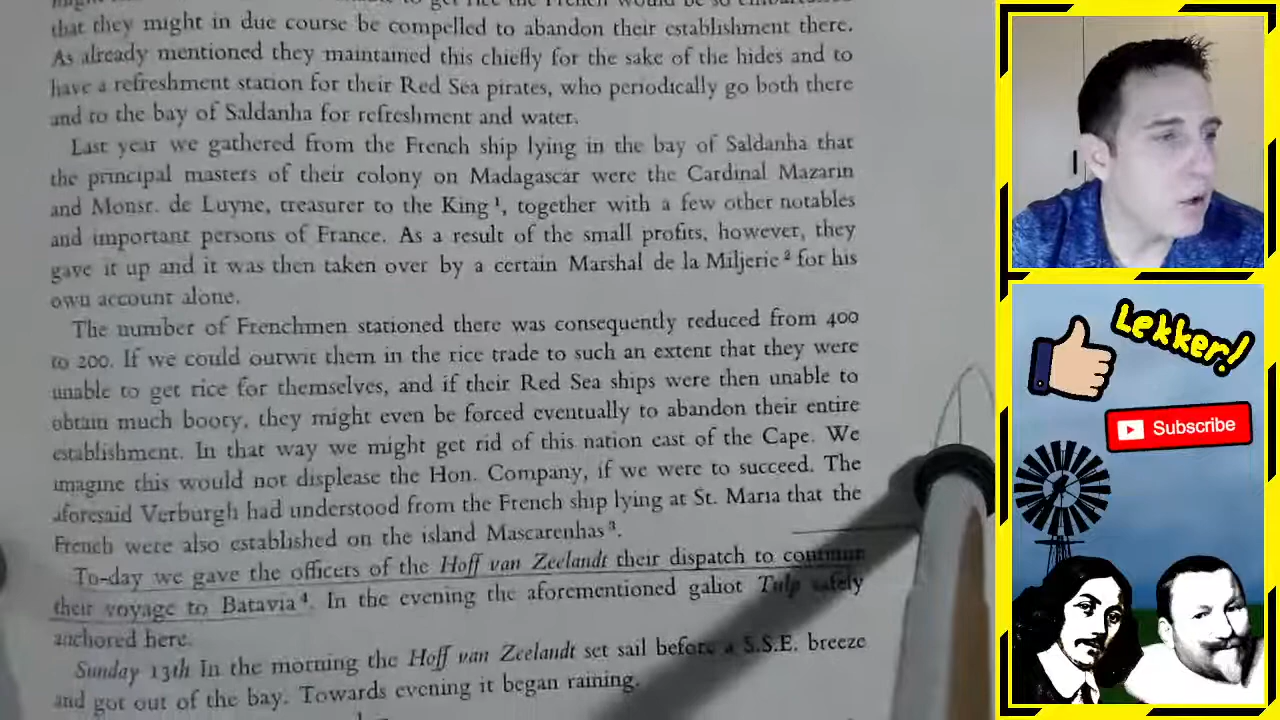 that they might in due course be compelled to abandon their establishment there.
As already mentioned they maintained this chiefly for the sake of the hides and to
have a refreshment station for their Red Sea pirates, who periodically go both there
and to the bay of Saldanha for refreshment and water.
Last year we gathered from the French ship lying in the bay of Saldanha that
the principal masters of their colony on Madagascar were the Cardinal Mazarin
and Monsr. de Luyne, treasurer to the King¹, together with a few other notables
and important persons of France. As a result of the small profits, however, they
gave it up and it was then taken over by a certain Marshal de la Miljerie² for his
own account alone.
The number of Frenchmen stationed there was consequently reduced from 400
to 200. If we could outwit them in the rice trade to such an extent that they were
unable to get rice for themselves, and if their Red Sea ships were then unable to
obtain much booty, they might even be forced eventually to abandon their entire
establishment. In that way we might get rid of this nation east of the Cape. We
imagine this would not displease the Hon. Company, if we were to succeed. The
aforesaid Verburgh had understood from the French ship lying at St. Maria that the
French were also established on the island Mascarenhas³.
To-day we gave the officers of the Hoff van Zeelandt their dispatch to continue
their voyage to Batavia⁴. In the evening the aforementioned galiot Tulp safely
anchored here.
Sunday 13th In the morning the Hoff van Zeelandt set sail before a S.S.E. breeze
and got out of the bay. Towards evening it began raining.
Lekker!
Subscribe